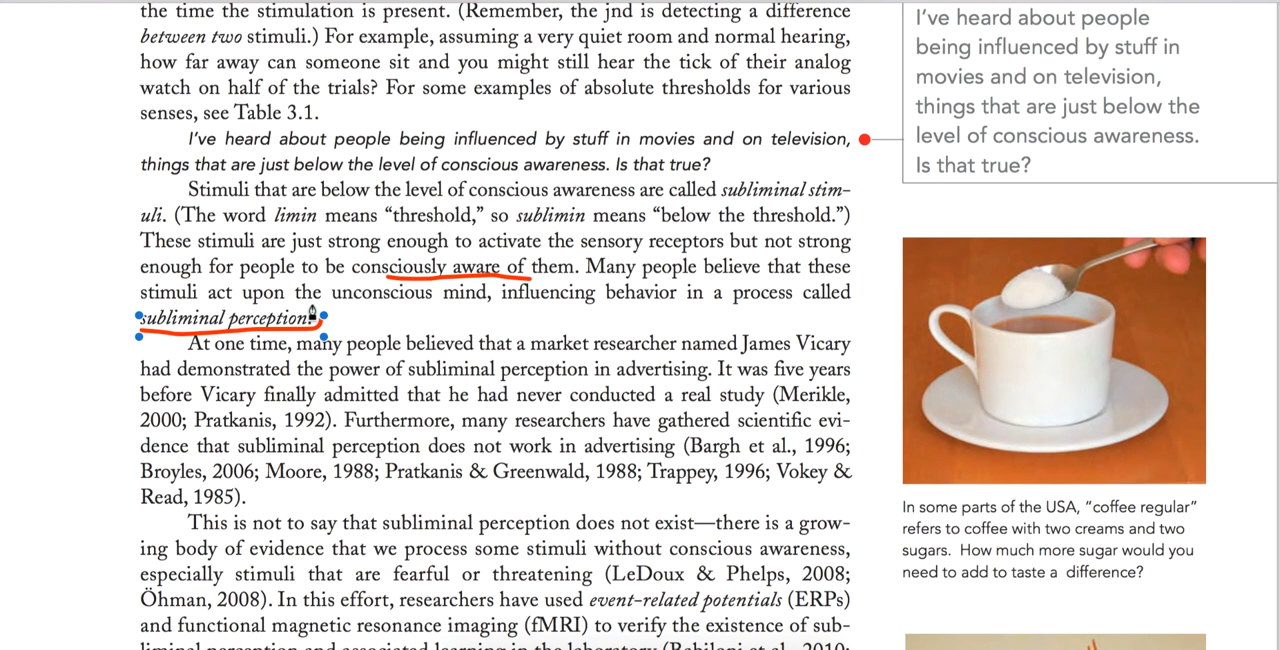 the time the stimulation is present. (Remember, the jnd is detecting a difference
between two stimuli.) For example, assuming a very quiet room and normal hearing,
how far away can someone sit and you might still hear the tick of their analog
watch on half of the trials? For some examples of absolute thresholds for various
senses, see Table 3.1.
I've heard about people being influenced by stuff in movies and on television,
things that are just below the level of conscious awareness. Is that true?
Stimuli that are below the level of conscious awareness are called subliminal stim-
uli. (The word limin means “threshold,” so sublimin means “below the threshold.”)
These stimuli are just strong enough to activate the sensory receptors but not strong
enough for people to be consciously aware of them. Many people believe that these
stimuli act upon the unconscious mind, influencing behavior in a process called
subliminal perception.
At one time, many people believed that a market researcher named James Vicary
had demonstrated the power of subliminal perception in advertising. It was five years
before Vicary finally admitted that he had never conducted a real study (Merikle,
2000; Pratkanis, 1992). Furthermore, many researchers have gathered scientific evi-
dence that subliminal perception does not work in advertising (Bargh et al., 1996;
Broyles, 2006; Moore, 1988; Pratkanis & Greenwald, 1988; Trappey, 1996; Vokey &
Read, 1985).
This is not to say that subliminal perception does not exist—there is a grow-
ing body of evidence that we process some stimuli without conscious awareness,
especially stimuli that are fearful or threatening (LeDoux & Phelps, 2008;
Öhman, 2008). In this effort, researchers have used event-related potentials (ERPs)
and functional magnetic resonance imaging (fMRI) to verify the existence of sub-
liminal perception and associated learning in the laboratory (Babiloni et al., 2010;
I've heard about people
being influenced by stuff in
movies and on television,
things that are just below the
level of conscious awareness.
Is that true?
In some parts of the USA, “coffee regular”
refers to coffee with two creams and two
sugars. How much more sugar would you
need to add to taste a difference?